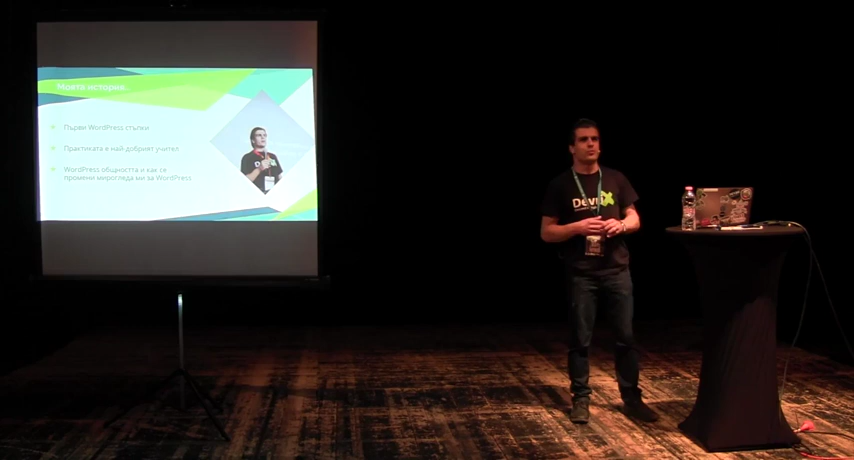 Моята история
Първи WordPress стъпки
Практиката е най-добрият учител
WordPress общността и как се
промени мирогледа ми за WordPress
DevriX